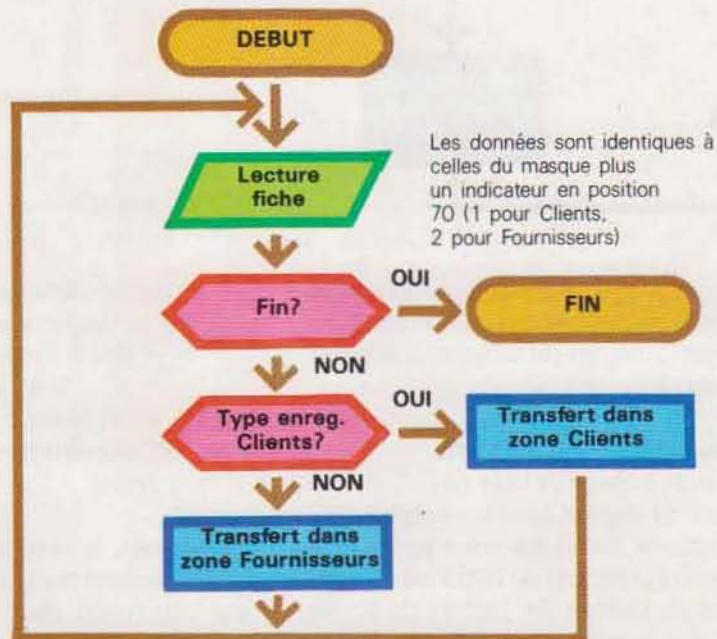 DEBUT
Lecture
fiche
Les données sont identiques à
celles du masque plus
un indicateur en position
70 (1 pour Clients,
2 pour Fournisseurs)
Fin?
OUI
FIN
NON
Type enreg.
Clients?
OUI
Transfert dans
zone Clients
NON
Transfert dans
zone Fournisseurs